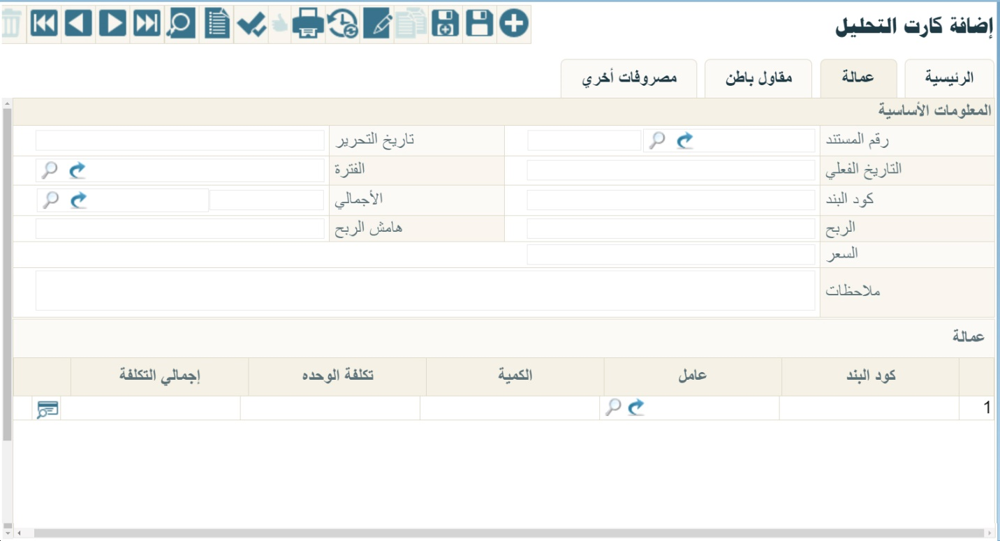 إضافة كارت التحليل
الرئيسية عمالة مقاول باطن مصروفات أخري
المعلومات الأساسية
رقم المستند تاريخ التحرير
التاريخ الفعلي الفترة
كود البند الأجمالي
الربح هامش الربح
السعر
ملاحظات
عمالة
كود البند عامل الكمية تكلفة الوحده إجمالي التكلفة
1